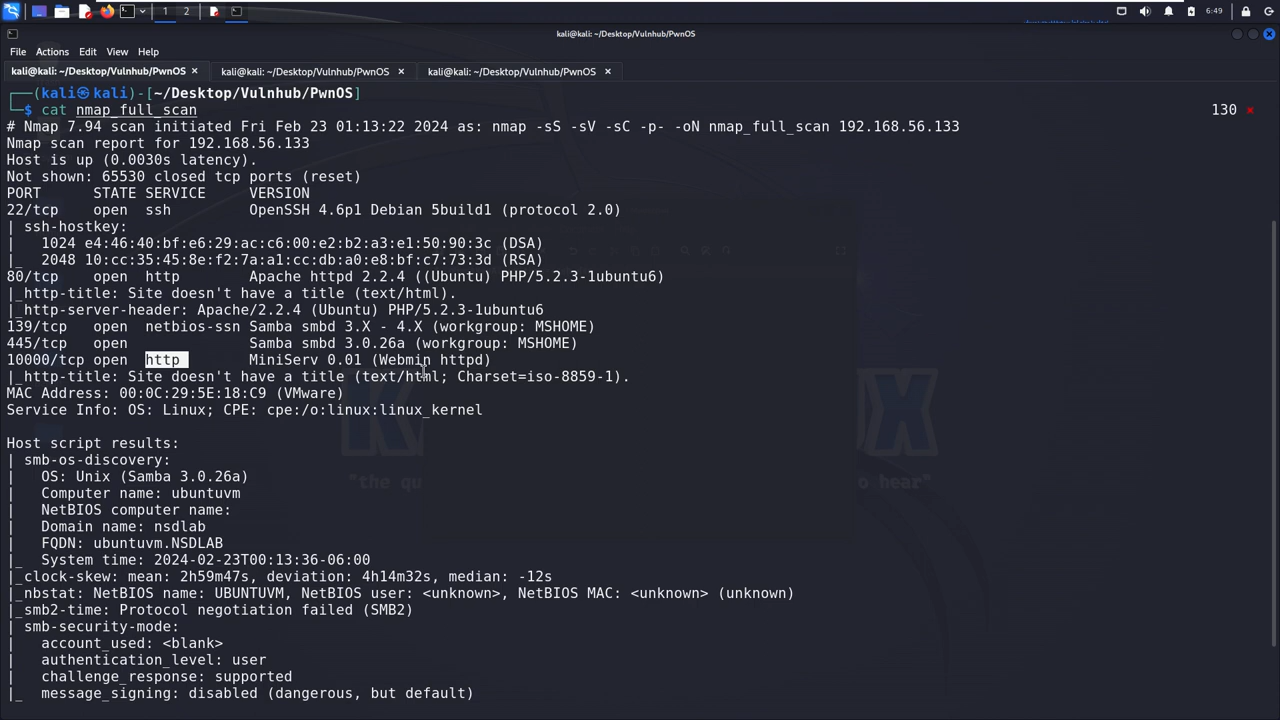 1 2 6:49
kali@kali: ~/Desktop/Vulnhub/PwnOS
File Actions Edit View Help
kali@kali: ~/Desktop/Vulnhub/PwnOS × kali@kali: ~/Desktop/Vulnhub/PwnOS × kali@kali: ~/Desktop/Vulnhub/PwnOS ×
┌──(kali㉿kali)-[~/Desktop/Vulnhub/PwnOS]
└─$ cat nmap_full_scan 130 ×
# Nmap 7.94 scan initiated Fri Feb 23 01:13:22 2024 as: nmap -sS -sV -sC -p- -oN nmap_full_scan 192.168.56.133
Nmap scan report for 192.168.56.133
Host is up (0.0030s latency).
Not shown: 65530 closed tcp ports (reset)
PORT STATE SERVICE VERSION
22/tcp open ssh OpenSSH 4.6p1 Debian 5build1 (protocol 2.0)
| ssh-hostkey:
| 1024 e4:46:40:bf:e6:29:ac:c6:00:e2:b2:a3:e1:50:90:3c (DSA)
|_ 2048 10:cc:35:45:8e:f2:7a:a1:cc:db:a0:e8:bf:c7:73:3d (RSA)
80/tcp open http Apache httpd 2.2.4 ((Ubuntu) PHP/5.2.3-1ubuntu6)
|_http-title: Site doesn't have a title (text/html).
|_http-server-header: Apache/2.2.4 (Ubuntu) PHP/5.2.3-1ubuntu6
139/tcp open netbios-ssn Samba smbd 3.X - 4.X (workgroup: MSHOME)
445/tcp open Samba smbd 3.0.26a (workgroup: MSHOME)
10000/tcp open http MiniServ 0.01 (Webmin httpd)
|_http-title: Site doesn't have a title (text/html; Charset=iso-8859-1).
MAC Address: 00:0C:29:5E:18:C9 (VMware)
Service Info: OS: Linux; CPE: cpe:/o:linux:linux_kernel
Host script results:
| smb-os-discovery:
| OS: Unix (Samba 3.0.26a)
| Computer name: ubuntuvm
| NetBIOS computer name:
| Domain name: nsdlab
| FQDN: ubuntuvm.NSDLAB
|_ System time: 2024-02-23T00:13:36-06:00
|_clock-skew: mean: 2h59m47s, deviation: 4h14m32s, median: -12s
|_nbstat: NetBIOS name: UBUNTUVM, NetBIOS user: <unknown>, NetBIOS MAC: <unknown> (unknown)
|_smb2-time: Protocol negotiation failed (SMB2)
| smb-security-mode:
| account_used: <blank>
| authentication_level: user
| challenge_response: supported
|_ message_signing: disabled (dangerous, but default)